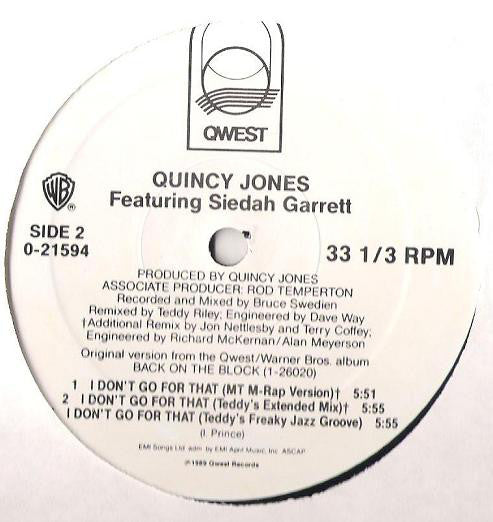 QWEST
QUINCY JONES
Featuring Siedah Garrett
WB®
SIDE 2
0-21594
33 1/3 RPM
PRODUCED BY QUINCY JONES
ASSOCIATE PRODUCER: ROD TEMPERTON
Recorded and Mixed by Bruce Swedien
Remixed by Teddy Riley; Engineered by Dave Way
†Additional Remix by Jon Nettlesby and Terry Coffey;
Engineered by Richard McKernan/Alan Meyerson
Original version from the Qwest/Warner Bros. album
BACK ON THE BLOCK (1-26020)
1 I DON'T GO FOR THAT (MT M-Rap Version)† 5:51
2 I DON'T GO FOR THAT (Teddy's Extended Mix)† 5:55
I DON'T GO FOR THAT (Teddy's Freaky Jazz Groove) 5:55
(I. Prince)
EMI Songs Ltd. adm. by EMI April Music, Inc. ASCAP
℗1989 Qwest Records